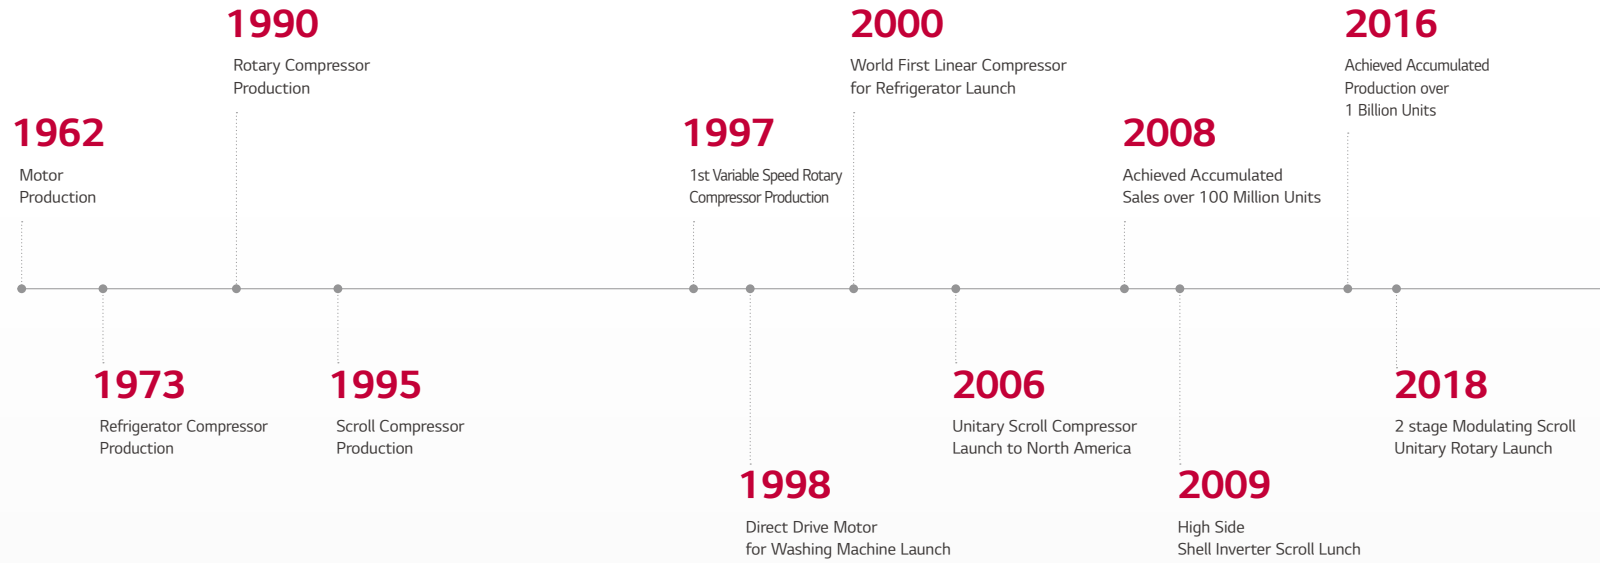 1962
Motor
Production
1973
Refrigerator Compressor
Production
1990
Rotary Compressor
Production
1995
Scroll Compressor
Production
1997
1st Variable Speed Rotary
Compressor Production
1998
Direct Drive Motor
for Washing Machine Launch
2000
World First Linear Compressor
for Refrigerator Launch
2006
Unitary Scroll Compressor
Launch to North America
2008
Achieved Accumulated
Sales over 100 Million Units
2009
High Side
Shell Inverter Scroll Lunch
2016
Achieved Accumulated
Production over
1 Billion Units
2018
2 stage Modulating Scroll
Unitary Rotary Launch